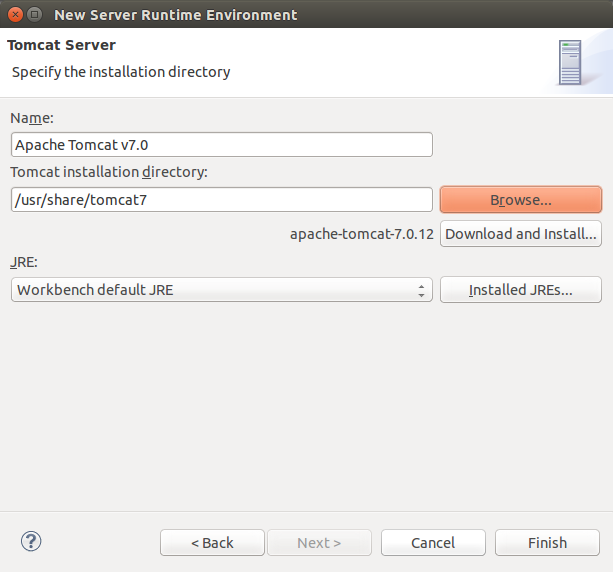 New Server Runtime Environment
Tomcat Server
Specify the installation directory
Name:
Apache Tomcat v7.0
Tomcat installation directory:
/usr/share/tomcat7
Browse...
apache-tomcat-7.0.12 Download and Install...
JRE:
Workbench default JRE
Installed JREs...
? < Back Next > Cancel Finish